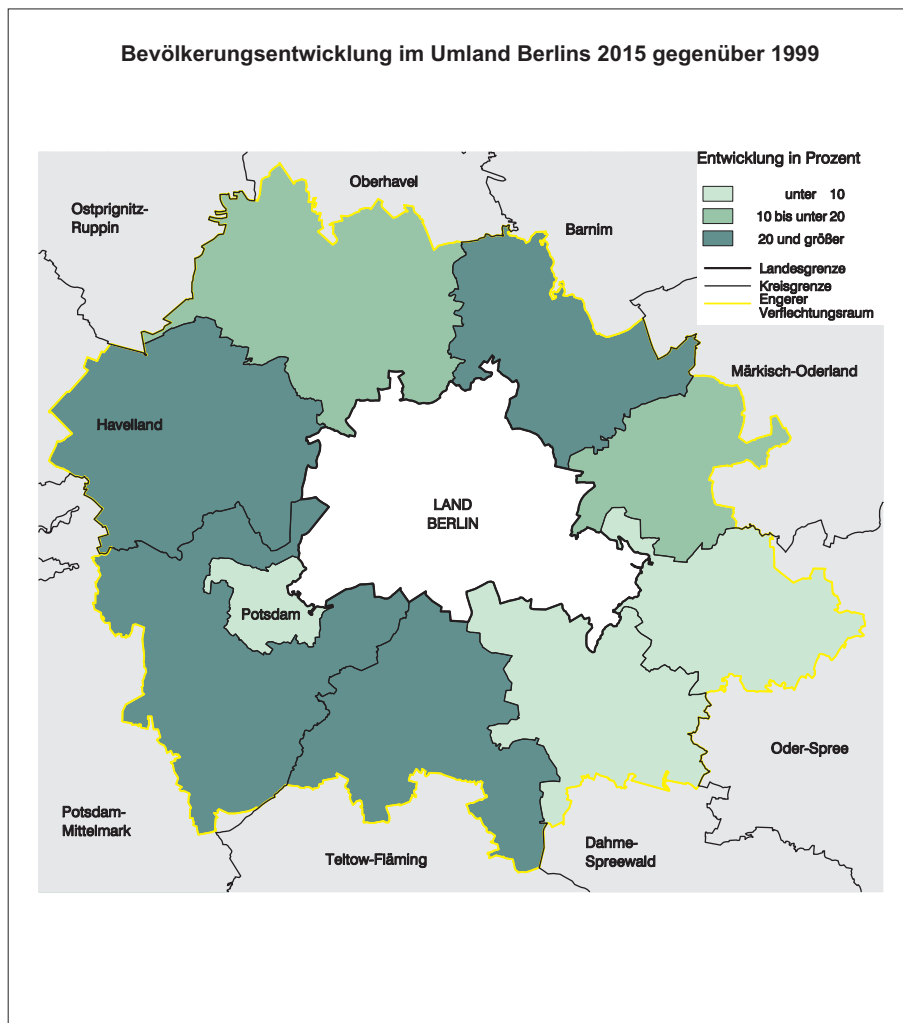 Bevölkerungsentwicklung im Umland Berlins 2015 gegenüber 1999
Entwicklung in Prozent
unter 10
10 bis unter 20
20 und größer
Landesgrenze
Kreisgrenze
Engerer
Verflechtungsraum
Oberhavel
Ostprignitz-
Ruppin
Barnim
Märkisch-Oderland
Havelland
LAND
BERLIN
Potsdam
Oder-Spree
Potsdam-
Mittelmark
Teltow-Fläming
Dahme-
Spreewald